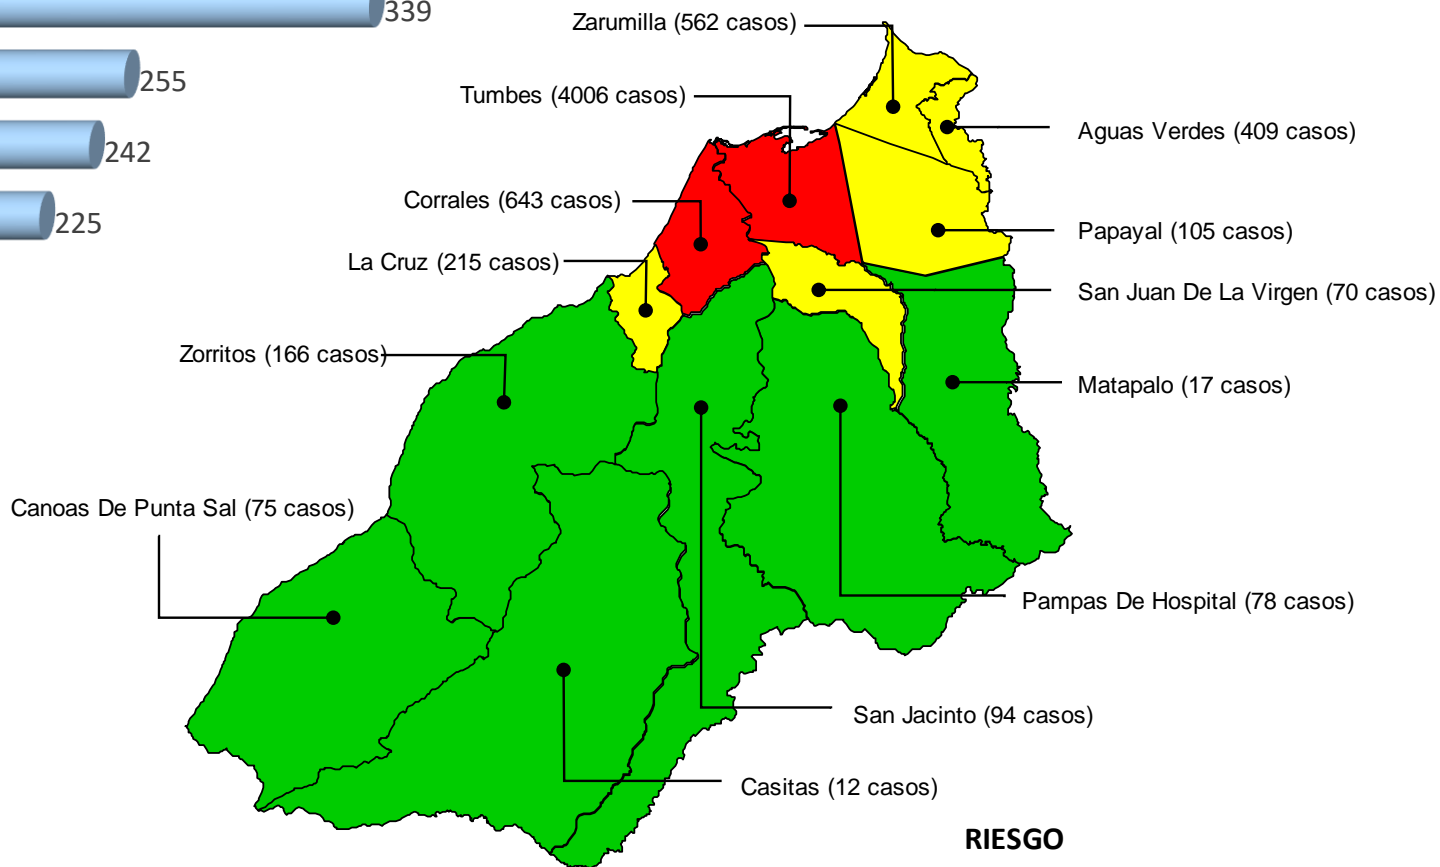 339
255
242
225
Zarumilla (562 casos)
Tumbes (4006 casos)
Aguas Verdes (409 casos)
Corrales (643 casos)
Papayal (105 casos)
La Cruz (215 casos)
San Juan De La Virgen (70 casos)
Zorritos (166 casos)
Matapalo (17 casos)
Canoas De Punta Sal (75 casos)
Pampas De Hospital (78 casos)
San Jacinto (94 casos)
Casitas (12 casos)
RIESGO